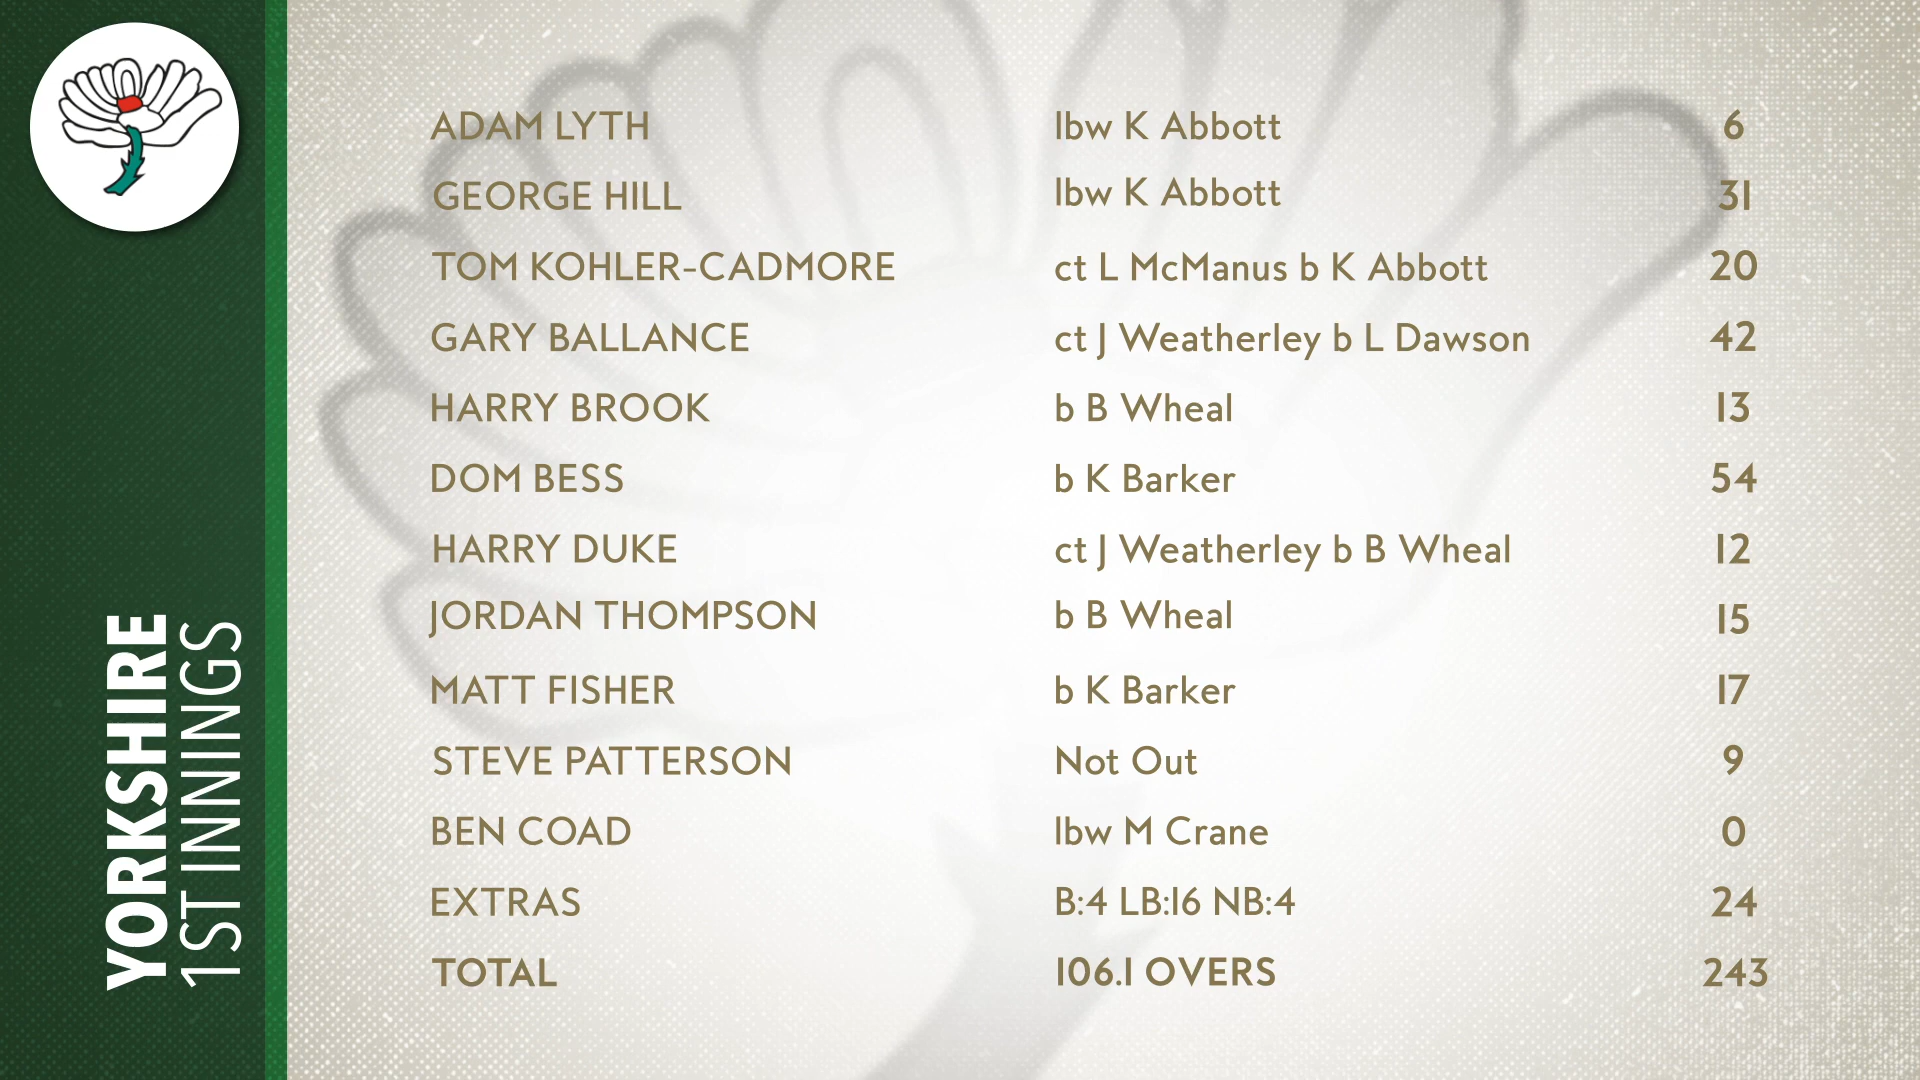 YORKSHIRE
1ST INNINGS
ADAM LYTH lbw K Abbott 6
GEORGE HILL lbw K Abbott 31
TOM KOHLER-CADMORE ct L McManus b K Abbott 20
GARY BALLANCE ct J Weatherley b L Dawson 42
HARRY BROOK b B Wheal 13
DOM BESS b K Barker 54
HARRY DUKE ct J Weatherley b B Wheal 12
JORDAN THOMPSON b B Wheal 15
MATT FISHER b K Barker 17
STEVE PATTERSON Not Out 9
BEN COAD lbw M Crane 0
EXTRAS B:4 LB:16 NB:4 24
TOTAL 106.1 OVERS 243